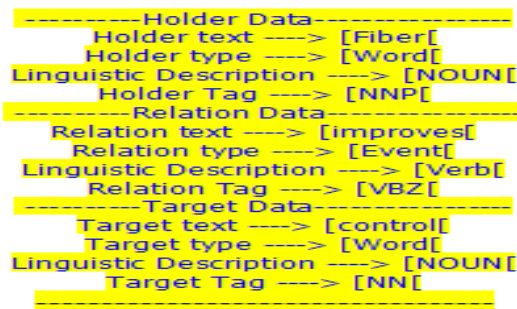 ----------Holder Data-----------------
Holder text ----> [Fiber[
Holder type ----> [Word[
Linguistic Description ----> [NOUN[
Holder Tag ----> [NNP[
----------Relation Data-----------------
Relation text ----> [improves[
Relation type ----> [Event[
Linguistic Description ----> [Verb[
Relation Tag ----> [VBZ[
----------Target Data-----------------
Target text ----> [control[
Target type ----> [Word[
Linguistic Description ----> [NOUN[
Target Tag ----> [NN[
---------------------------------------